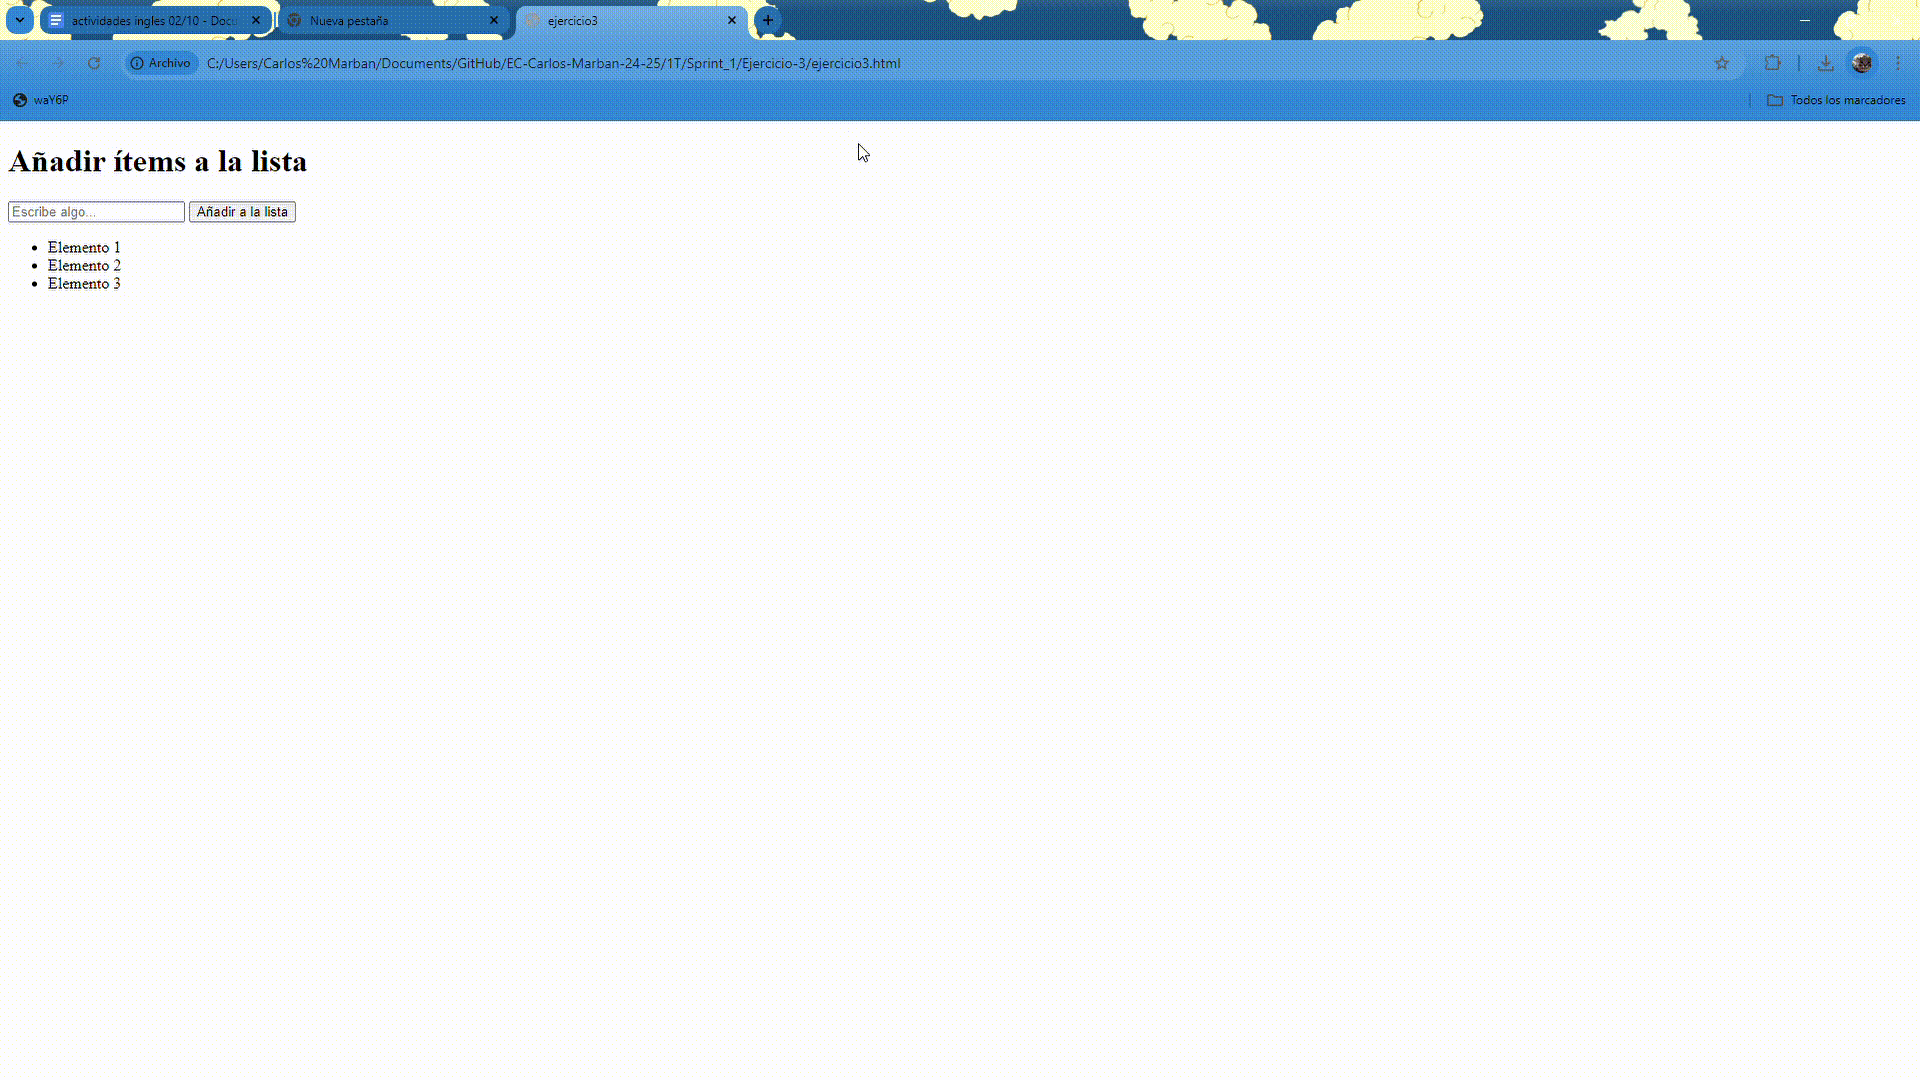 actividades ingles 02/10 - Docu
Nueva pestaña
ejercicio3
Archivo
C:/Users/Carlos%20Marban/Documents/GitHub/EC-Carlos-Marban-24-25/1T/Sprint_1/Ejercicio-3/ejercicio3.html
waY6P
Todos los marcadores
Añadir ítems a la lista
Escribe algo...
Añadir a la lista
Elemento 1
Elemento 2
Elemento 3